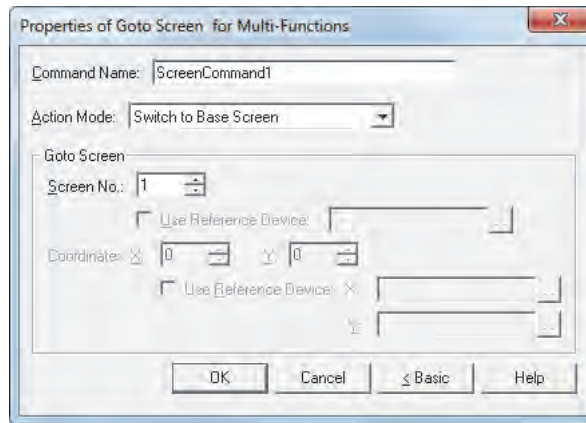 Properties of Goto Screen for Multi-Functions
Command Name: ScreenCommand1
Action Mode: Switch to Base Screen
Goto Screen
Screen No.: 1
Use Reference Device: ...
Coordinate: X: 0 Y: 0
Use Reference Device: X: ...
Y: ...
OK Cancel < Basic Help